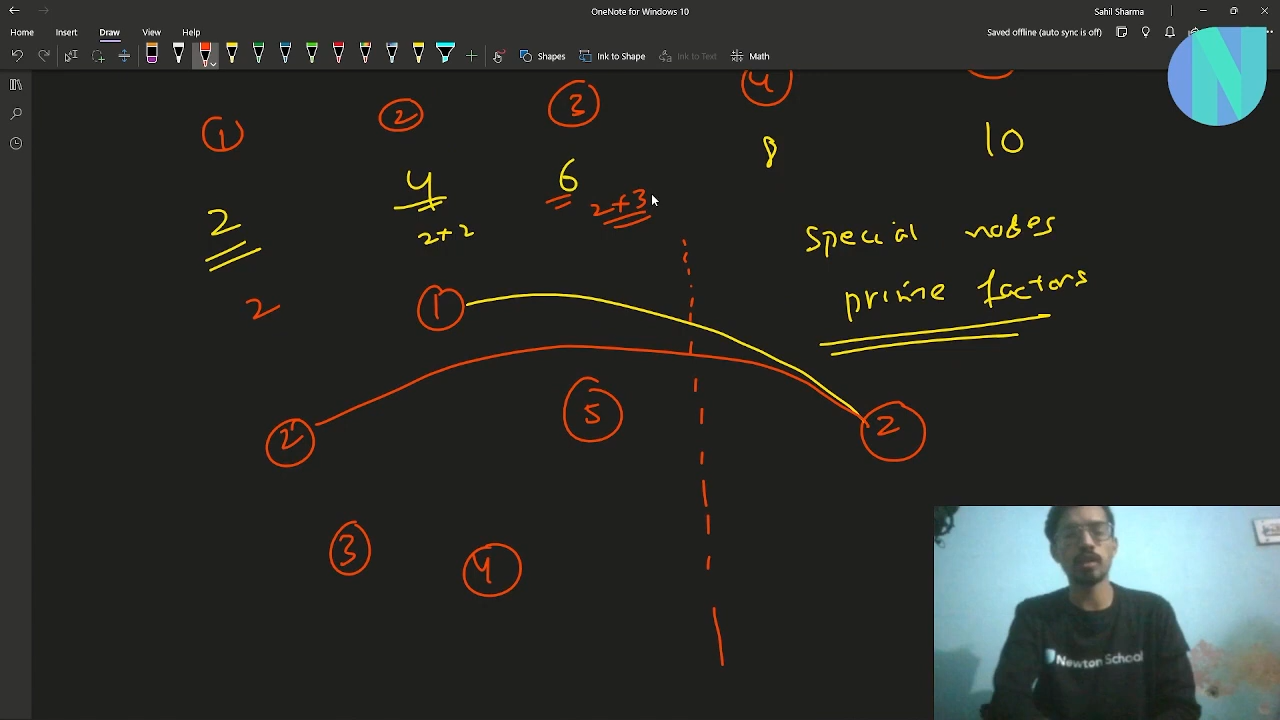 OneNote for Windows 10
Sahil Sharma
Home Insert Draw View Help
Saved offline (auto sync is off)
Shapes Ink to Shape Ink to Text Math
1 2 3 4
2 4 6 8 10
2+2 2+3
Special nodes
prime factors
2
1
2 5 2
3 4
Newton School
N